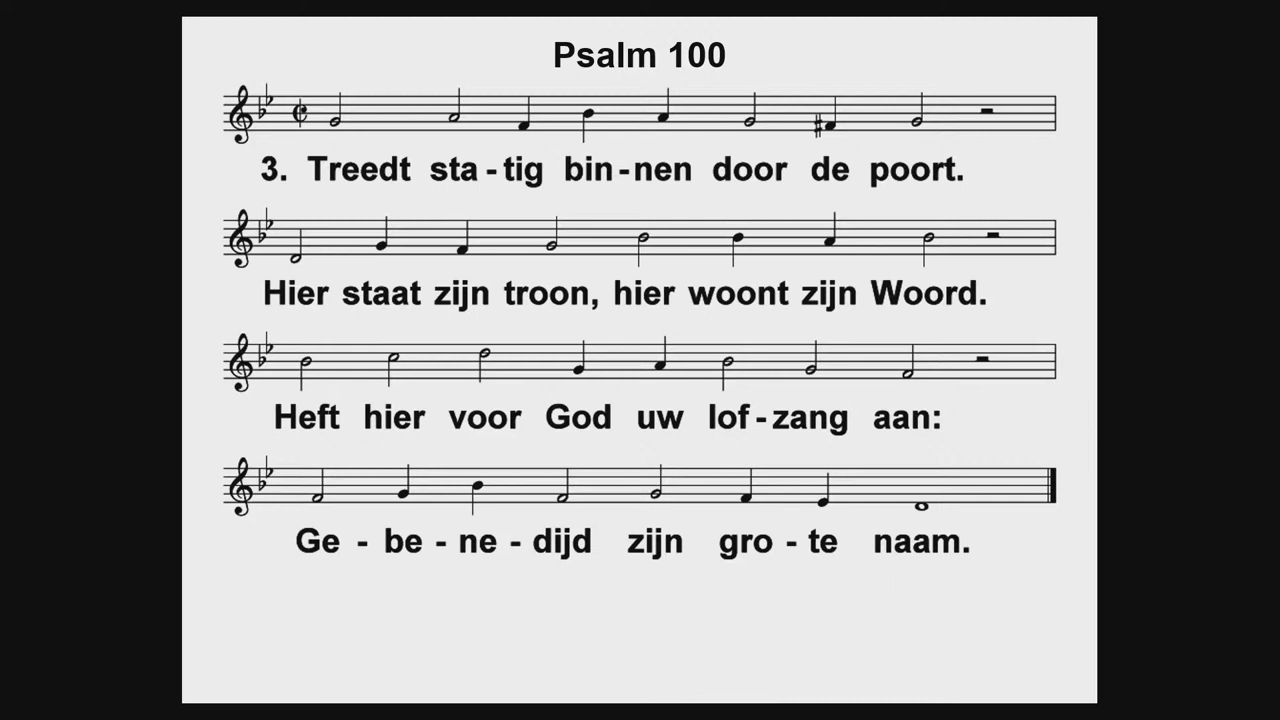 Psalm 100
3. Treedt sta - tig bin - nen door de poort.
Hier staat zijn troon, hier woont zijn Woord.
Heft hier voor God uw lof - zang aan:
Ge - be - ne - dijd zijn gro - te naam.